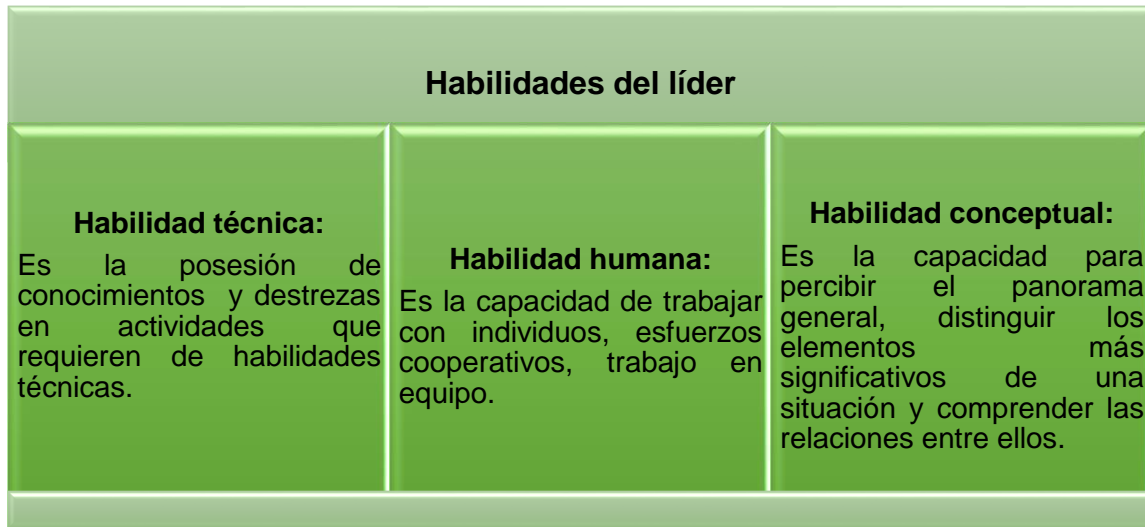 Habilidades del líder
Habilidad técnica:
Es la posesión de
conocimientos y destrezas
en actividades que
requieren de habilidades
técnicas.
Habilidad humana:
Es la capacidad de trabajar
con individuos, esfuerzos
cooperativos, trabajo en
equipo.
Habilidad conceptual:
Es la capacidad para
percibir el panorama
general, distinguir los
elementos más
significativos de una
situación y comprender las
relaciones entre ellos.